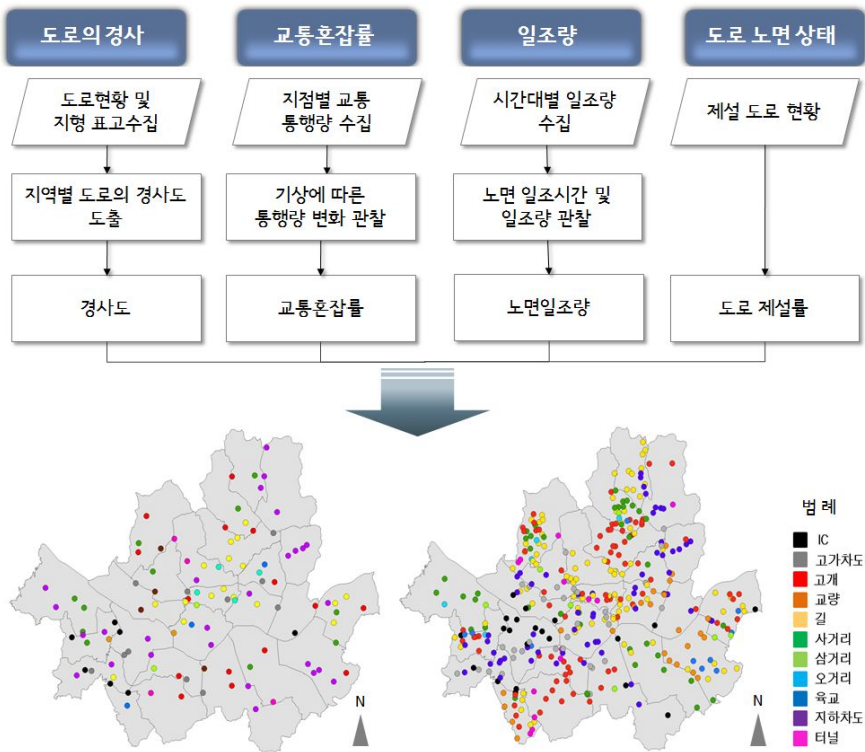 도로의 경사
교통혼잡률
일조량
도로 노면 상태
도로현황 및
지형 표고수집
지점별 교통
통행량 수집
시간대별 일조량
수집
제설 도로 현황
지역별 도로의 경사도
도출
기상에 따른
통행량 변화 관찰
노면 일조시간 및
일조량 관찰
경사도
교통혼잡률
노면일조량
도로 제설률
N
N
범 례
IC
고가차도
고개
교량
길
사거리
삼거리
오거리
육교
지하차도
터널